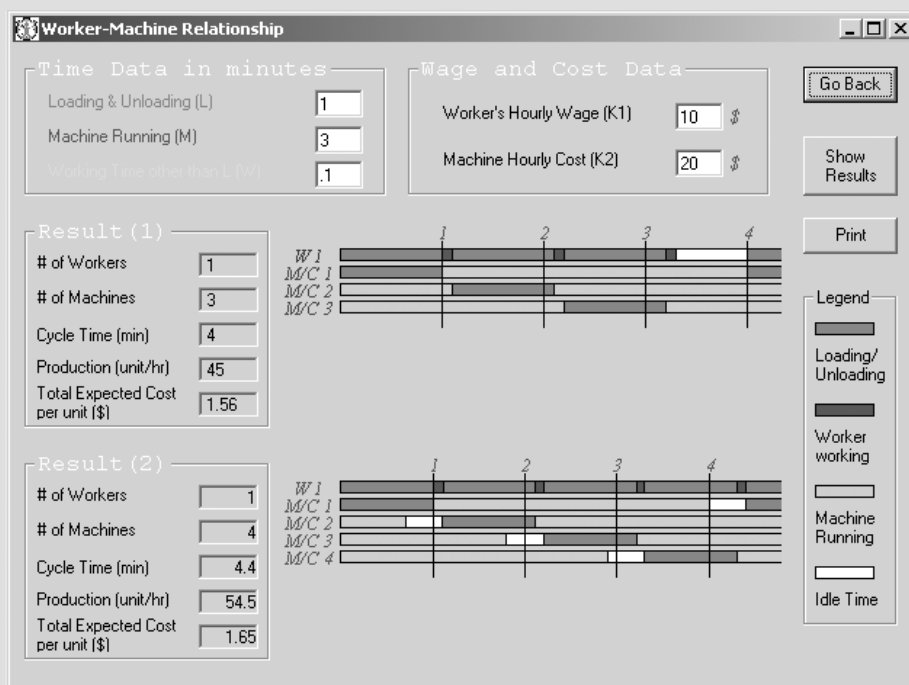 Worker-Machine Relationship
Time Data in minutes
Loading & Unloading (L)
1
Machine Running (M)
3
Working Time other than L (W)
.1
Wage and Cost Data
Worker's Hourly Wage (K1)
10
$
Machine Hourly Cost (K2)
20
$
Go Back
Show
Results
Print
Result (1)
# of Workers
1
# of Machines
3
Cycle Time (min)
4
Production (unit/hr)
45
Total Expected Cost
per unit ($)
1.56
1 2 3 4
W 1
M/C 1
M/C 2
M/C 3
Result (2)
# of Workers
1
# of Machines
4
Cycle Time (min)
4.4
Production (unit/hr)
54.5
Total Expected Cost
per unit ($)
1.65
1 2 3 4
W 1
M/C 1
M/C 2
M/C 3
M/C 4
Legend
Loading/
Unloading
Worker
working
Machine
Running
Idle Time